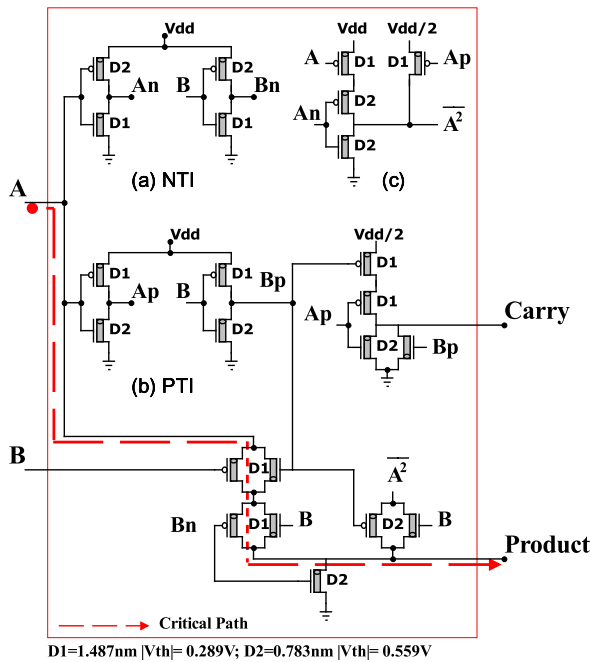 Vdd
Vdd
Vdd/2
D2
An
B
D2
Bn
A
D1
D1
Ap
D1
D1
An
D2
D2
A²
(a) NTI
(c)
A
Vdd
Vdd/2
D1
Ap
B
D1
Bp
D1
D2
D2
D1
Ap
D2
Bp
Carry
(b) PTI
B
D1
A²
Bn
D1
B
D2
B
Product
D2
Critical Path
D1=1.487nm |Vth|= 0.289V; D2=0.783nm |Vth|= 0.559V